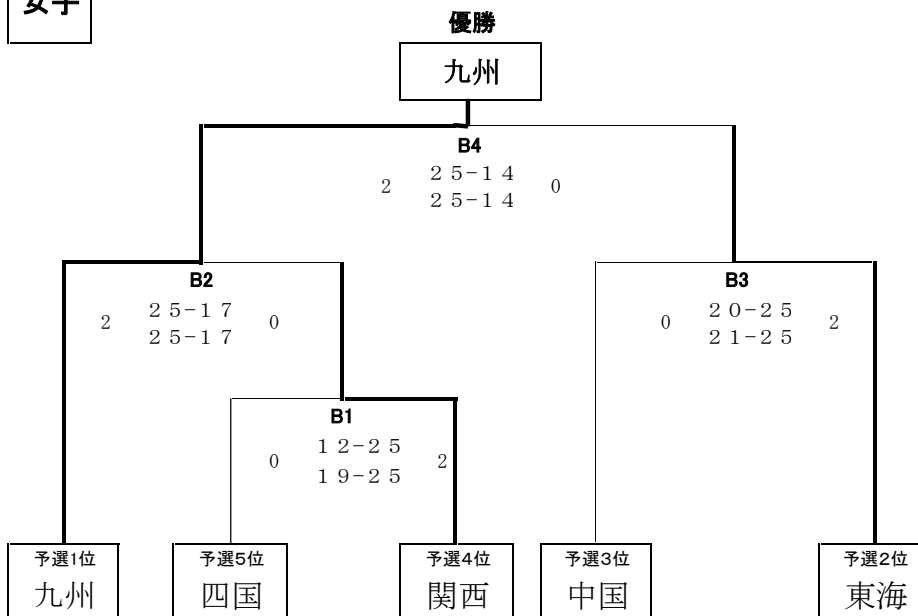 女子
優勝
九州
B4
2 ２５-１４ 0
２５-１４
B2
2 ２５-１７ 0
２５-１７
B3
0 ２０-２５ 2
２１-２５
B1
0 １２-２５ 2
１９-２５
予選1位 予選5位 予選4位 予選3位 予選2位
九州 四国 関西 中国 東海